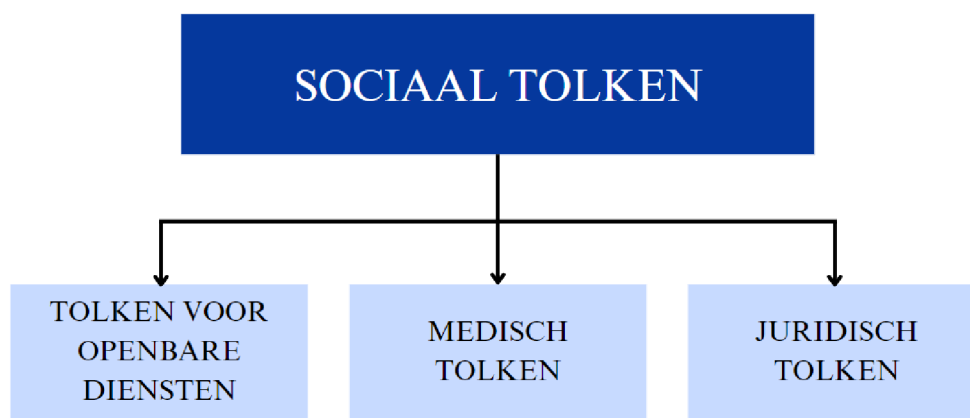 SOCIAAL TOLKEN
TOLKEN VOOR
OPENBARE
DIENSTEN
MEDISCH
TOLKEN
JURIDISCH
TOLKEN